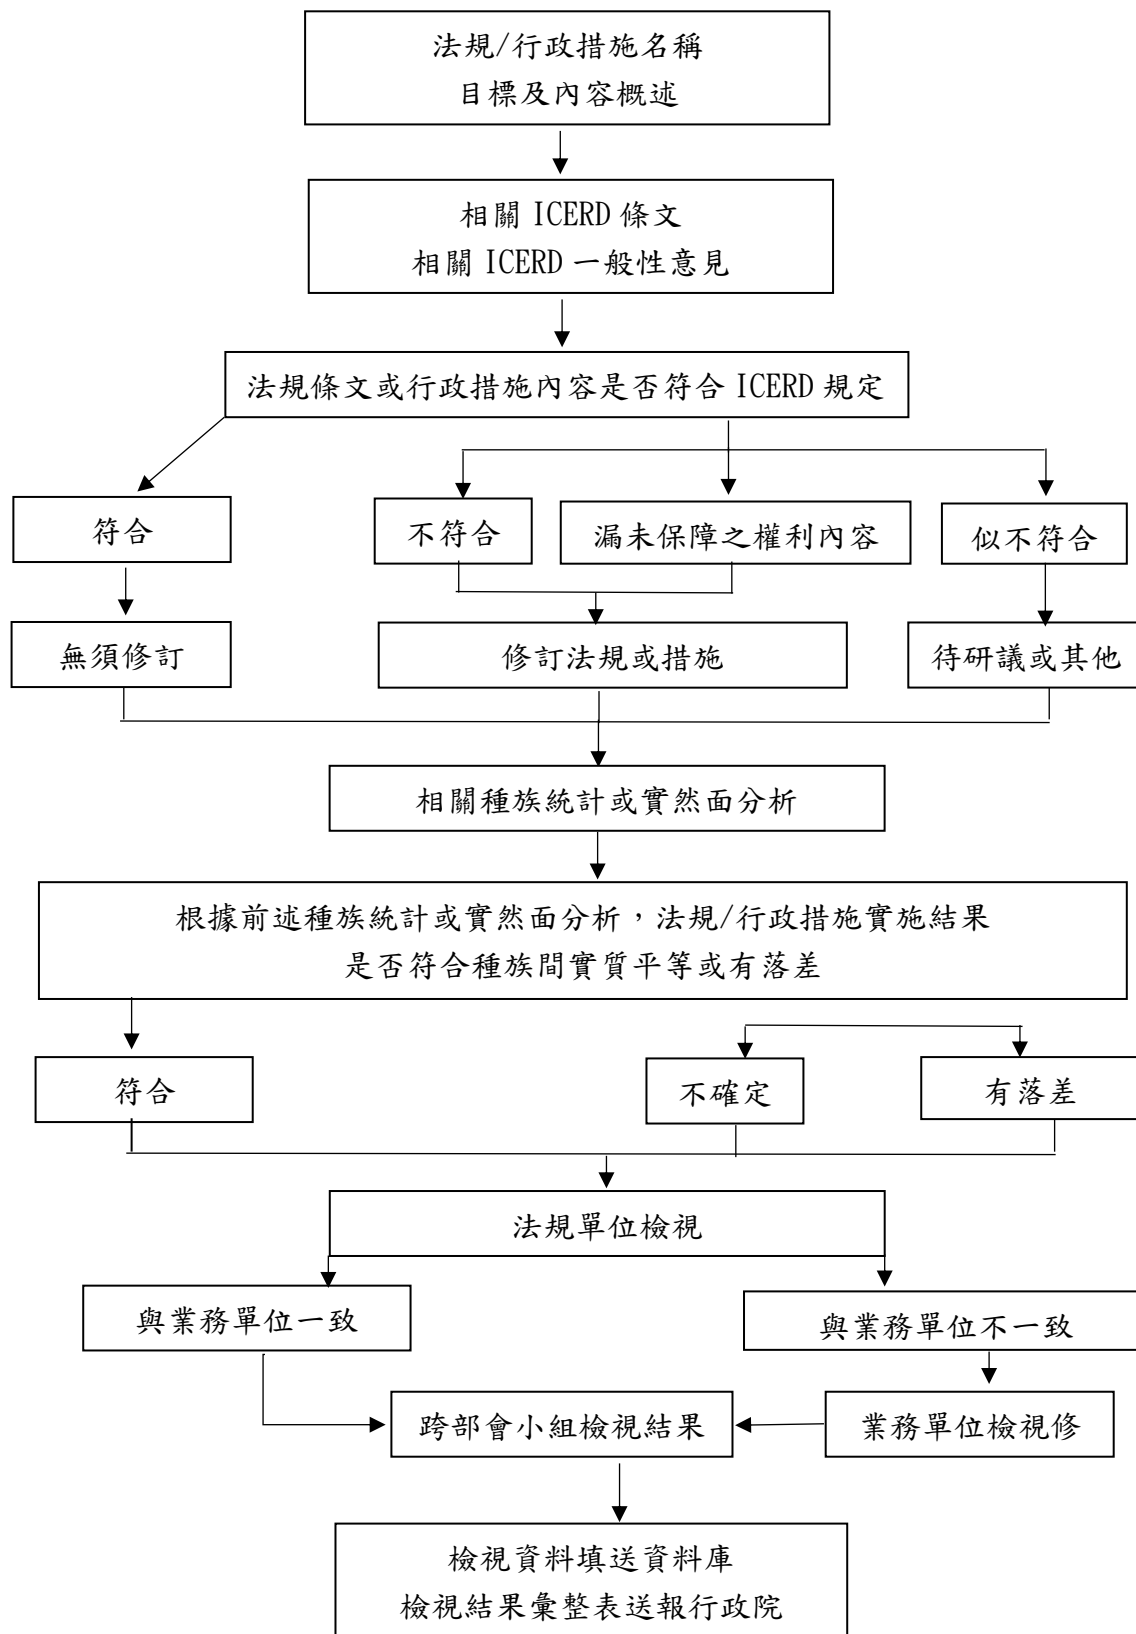 法規/行政措施名稱
目標及內容概述
相關 ICERD 條文
相關 ICERD 一般性意見
法規條文或行政措施內容是否符合 ICERD 規定
符合
不符合
漏未保障之權利內容
似不符合
無須修訂
修訂法規或措施
待研議或其他
相關種族統計或實然面分析
根據前述種族統計或實然面分析，法規/行政措施實施結果
是否符合種族間實質平等或有落差
符合
不確定
有落差
法規單位檢視
與業務單位一致
與業務單位不一致
跨部會小組檢視結果
業務單位檢視修
檢視資料填送資料庫
檢視結果彙整表送報行政院